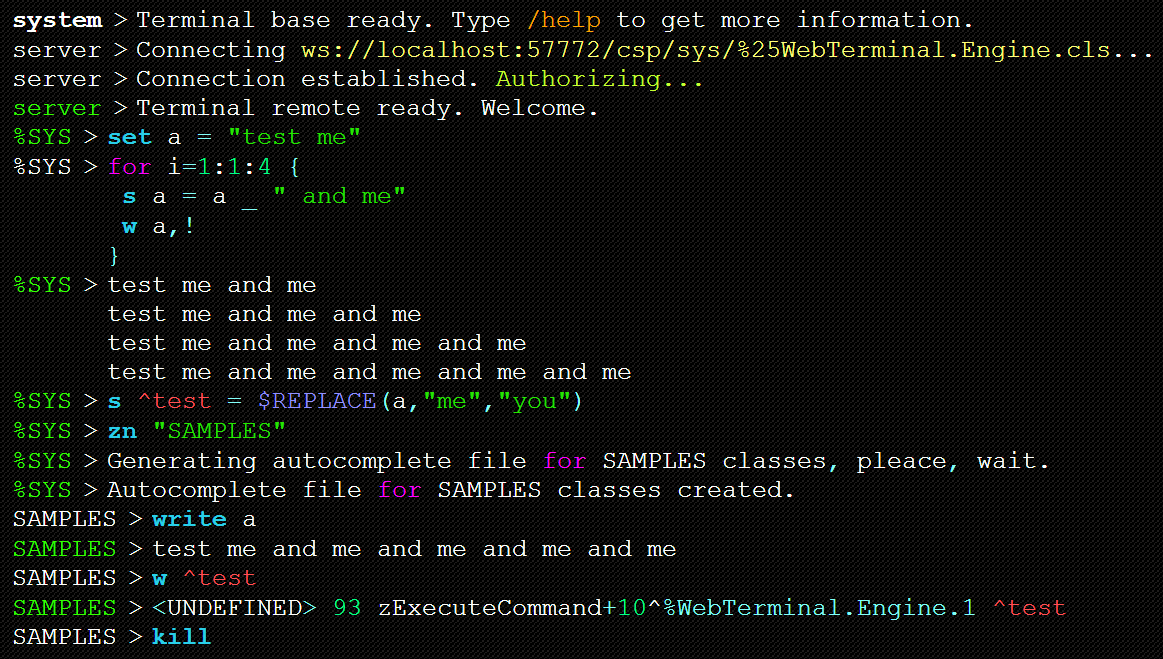 system > Terminal base ready. Type /help to get more information.
server > Connecting ws://localhost:57772/csp/sys/%25WebTerminal.Engine.cls...
server > Connection established. Authorizing...
server > Terminal remote ready. Welcome.
%SYS > set a = "test me"
%SYS > for i=1:1:4 {
s a = a _ " and me"
w a,!
}
%SYS > test me and me
test me and me and me
test me and me and me and me
test me and me and me and me and me
%SYS > s ^test = $REPLACE(a,"me","you")
%SYS > zn "SAMPLES"
%SYS > Generating autocomplete file for SAMPLES classes, pleace, wait.
%SYS > Autocomplete file for SAMPLES classes created.
SAMPLES > write a
SAMPLES > test me and me and me and me and me
SAMPLES > w ^test
SAMPLES > <UNDEFINED> 93 zExecuteCommand+10^%WebTerminal.Engine.1 ^test
SAMPLES > kill